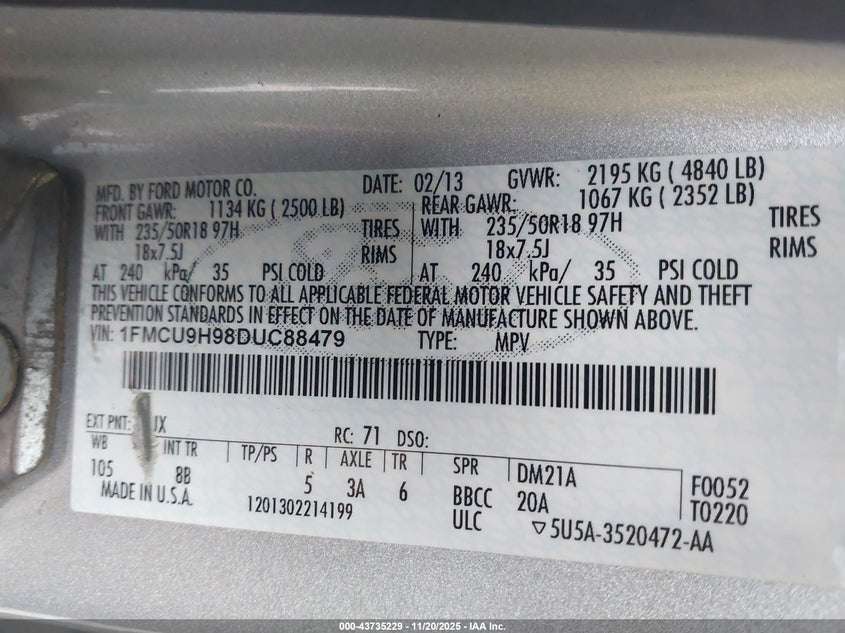 MFD. BY FORD MOTOR CO. DATE: 02/13 GVWR: 2195 KG ( 4840 LB)
FRONT GAWR: 1134 KG ( 2500 LB) REAR GAWR: 1067 KG ( 2352 LB)
WITH 235/50R18 97H TIRES WITH 235/50R18 97H TIRES
18x7.5J RIMS 18x7.5J RIMS
AT 240 kPa/ 35 PSI COLD AT 240 kPa/ 35 PSI COLD
THIS VEHICLE CONFORMS TO ALL APPLICABLE FEDERAL MOTOR VEHICLE SAFETY AND THEFT
PREVENTION STANDARDS IN EFFECT ON THE DATE OF MANUFACTURE SHOWN ABOVE.
VIN: 1FMCU9H98DUC88479 TYPE: MPV
EXT PNT: JX RC: 71 DSO:
WB INT TR TP/PS R AXLE TR SPR DM21A F0052
105 8B 5 3A 6 BBCC 20A T0220
MADE IN U.S.A. 1201302214199 ULC ▽5U5A-3520472-AA
000-43735229 - 11/20/2025 - IAA Inc.